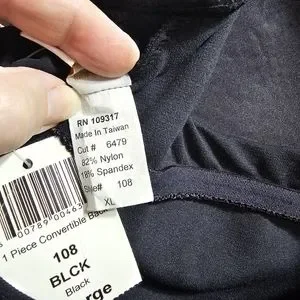 RN 109317
Made In Taiwan
Cut # 6479
82% Nylon
18% Spandex
Style# 108
XL
1 Piece Convertible Back
108
BLCK
Black